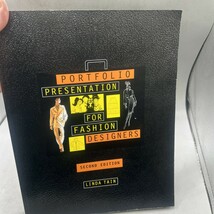 PORTFOLIO
PRESENTATION
FOR
FASHION
DESIGNERS
SECOND EDITION
LINDA TAIN